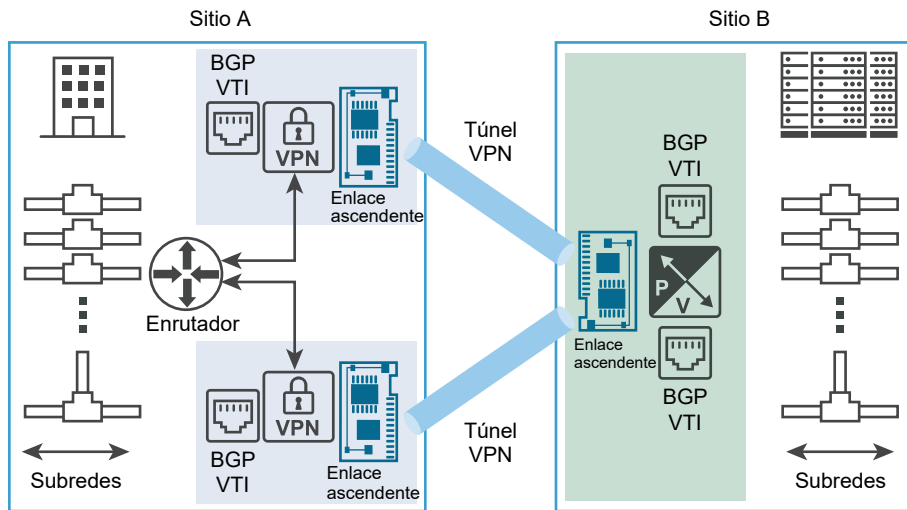 Sitio A
Sitio B
BGP
VTI
VPN
Enlace
ascendente
Túnel
VPN
BGP
VTI
Enrutador
P
V
Enlace
ascendente
VPN
BGP
VTI
Enlace
ascendente
Túnel
VPN
BGP
VTI
Subredes
Subredes